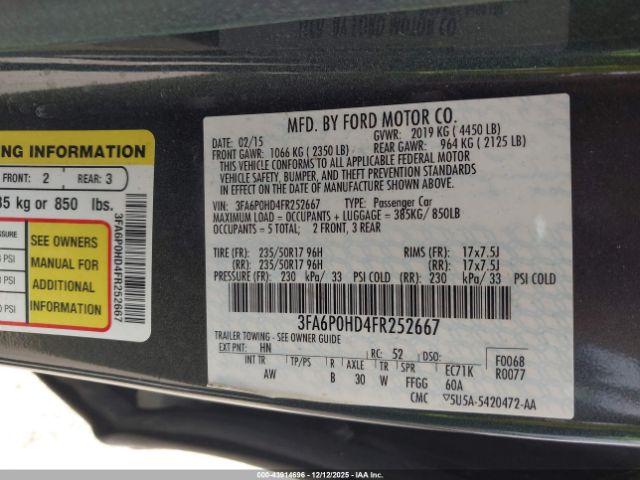 MFD. BY FORD MOTOR CO.
NG INFORMATION
FRONT: 2 REAR: 3
85 kg or 850 lbs.
SEE OWNERS
MANUAL FOR
ADDITIONAL
INFORMATION
3FA6P0HD4FR252667
MFD. BY FORD MOTOR CO.
DATE: 02/15 GVWR: 2019 KG ( 4450 LB)
FRONT GAWR: 1066 KG ( 2350 LB) REAR GAWR: 964 KG ( 2125 LB)
THIS VEHICLE CONFORMS TO ALL APPLICABLE FEDERAL MOTOR
VEHICLE SAFETY, BUMPER, AND THEFT PREVENTION STANDARDS
IN EFFECT ON THE DATE OF MANUFACTURE SHOWN ABOVE.
VIN: 3FA6P0HD4FR252667 TYPE: Passenger Car
MAXIMUM LOAD = OCCUPANTS + LUGGAGE = 385KG/ 850LB
OCCUPANTS = 5 TOTAL; 2 FRONT, 3 REAR
TIRE (FR): 235/50R17 96H RIMS (FR): 17x7.5J
(RR): 235/50R17 96H (RR): 17x7.5J
PRESSURE (FR): 230 kPa/ 33 PSI COLD (RR): 230 kPa/ 33 PSI COLD
3FA6P0HD4FR252667
TRAILER TOWING - SEE OWNER GUIDE
EXT PNT: HN RC: 52 DSO: F0068
INT TR TP/PS R AXLE TR SPR EC71K R0077
AW B 30 W FFGG 60A
CMC ▽5U5A-5420472-AA
000-43914696 - 12/12/2025 - IAAI.COM